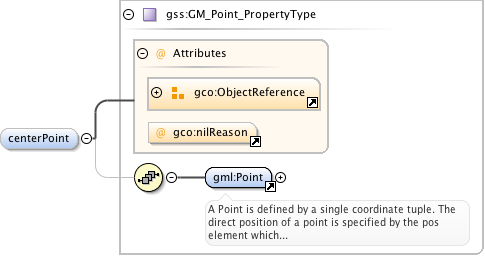 gss:GM_Point_PropertyType
@ Attributes
gco:ObjectReference
@ gco:nilReason
centerPoint
gml:Point
A Point is defined by a single coordinate tuple. The
direct position of a point is specified by the pos
element which...